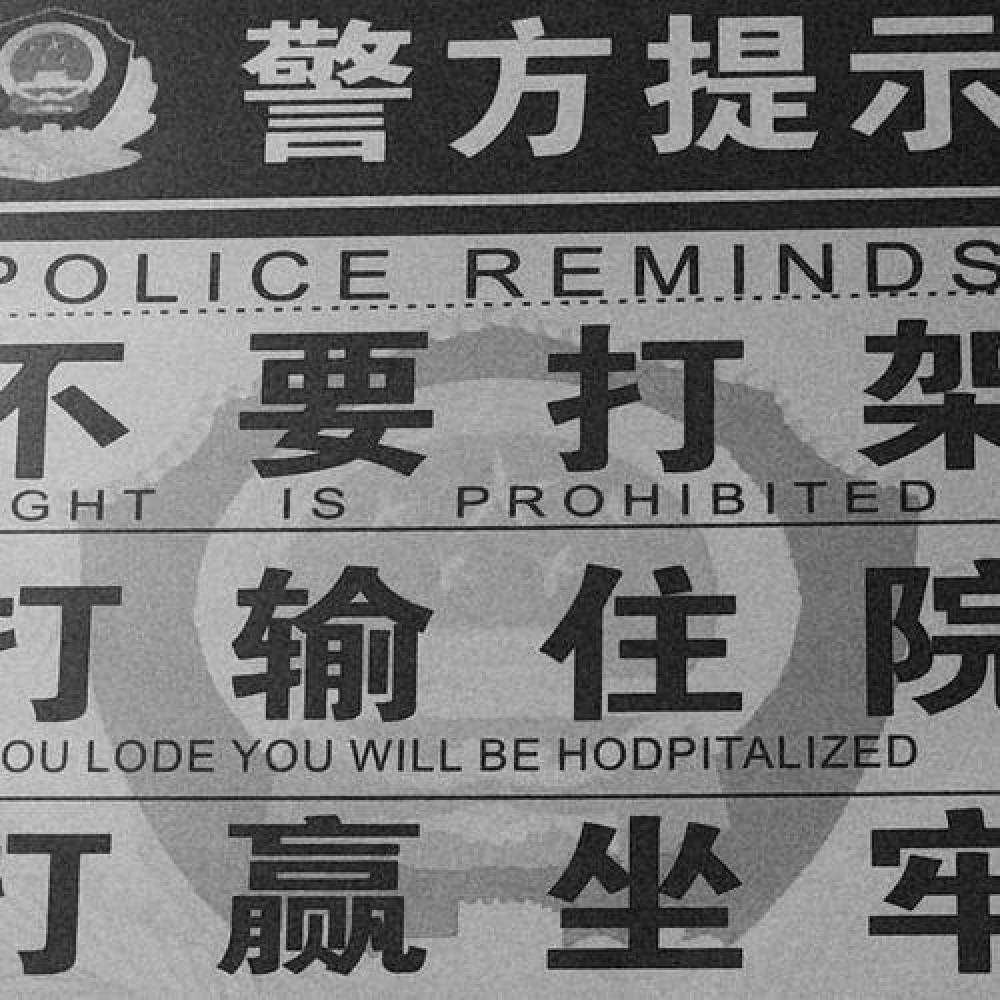 警方提示
POLICE REMINDS
不要打架
GHT IS PROHIBITED
打输住院
OU LODE YOU WILL BE HODPITALIZED
打赢坐牢